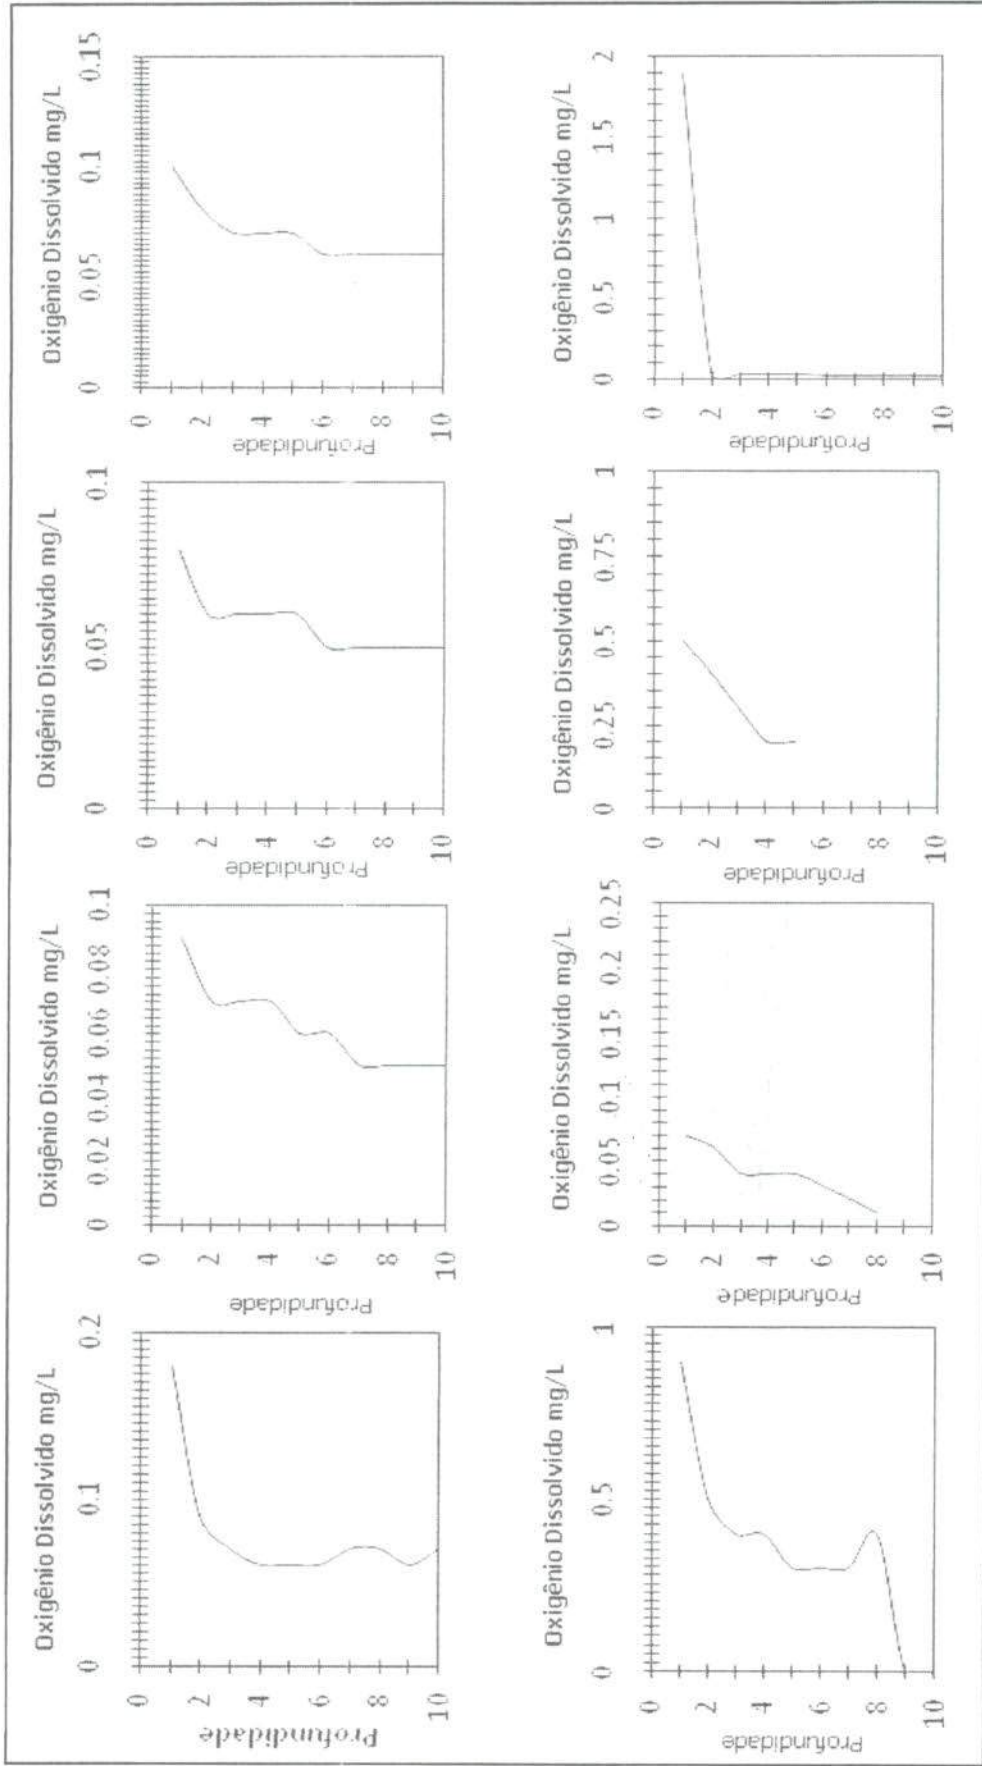 Oxigênio Dissolvido mg/L
0 0.1 0.2
0
2
4
6
8
10
Profundidade
Oxigênio Dissolvido mg/L
0 0.02 0.04 0.06 0.08 0.1
0
2
4
6
8
10
Profundidade
Oxigênio Dissolvido mg/L
0 0.05 0.1
0
2
4
6
8
10
Profundidade
Oxigênio Dissolvido mg/L
0 0.05 0.1 0.15
0
2
4
6
8
10
Profundidade
Oxigênio Dissolvido mg/L
0 0.5 1
0
2
4
6
8
10
Profundidade
Oxigênio Dissolvido mg/L
0 0.05 0.1 0.15 0.2 0.25
0
2
4
6
8
10
Profundidade
Oxigênio Dissolvido mg/L
0 0.25 0.5 0.75 1
0
2
4
6
8
10
Profundidade
Oxigênio Dissolvido mg/L
0 0.5 1 1.5 2
0
2
4
6
8
10
Profundidade